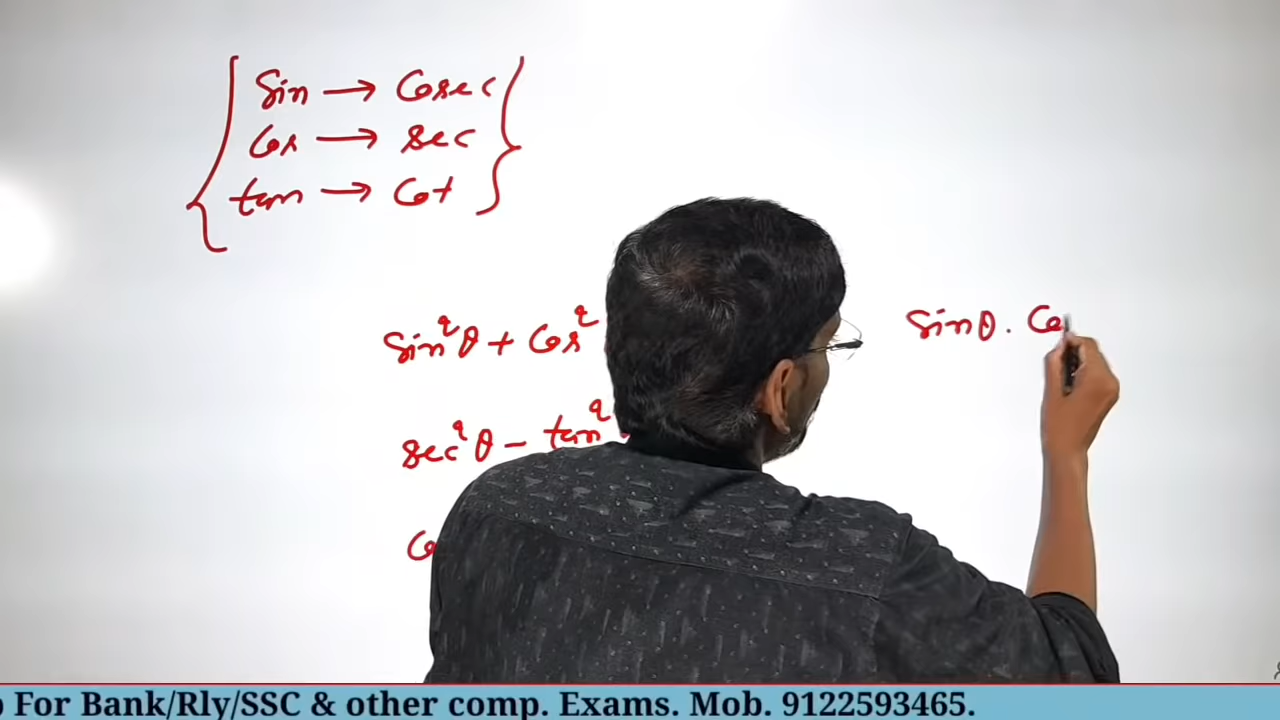 Sin → Cosec
Cos → sec
tan → Cot
sin²θ + Cos²
Sinθ . Co
sec²θ - tan²
Co
p For Bank/Rly/SSC & other comp. Exams. Mob. 9122593465.